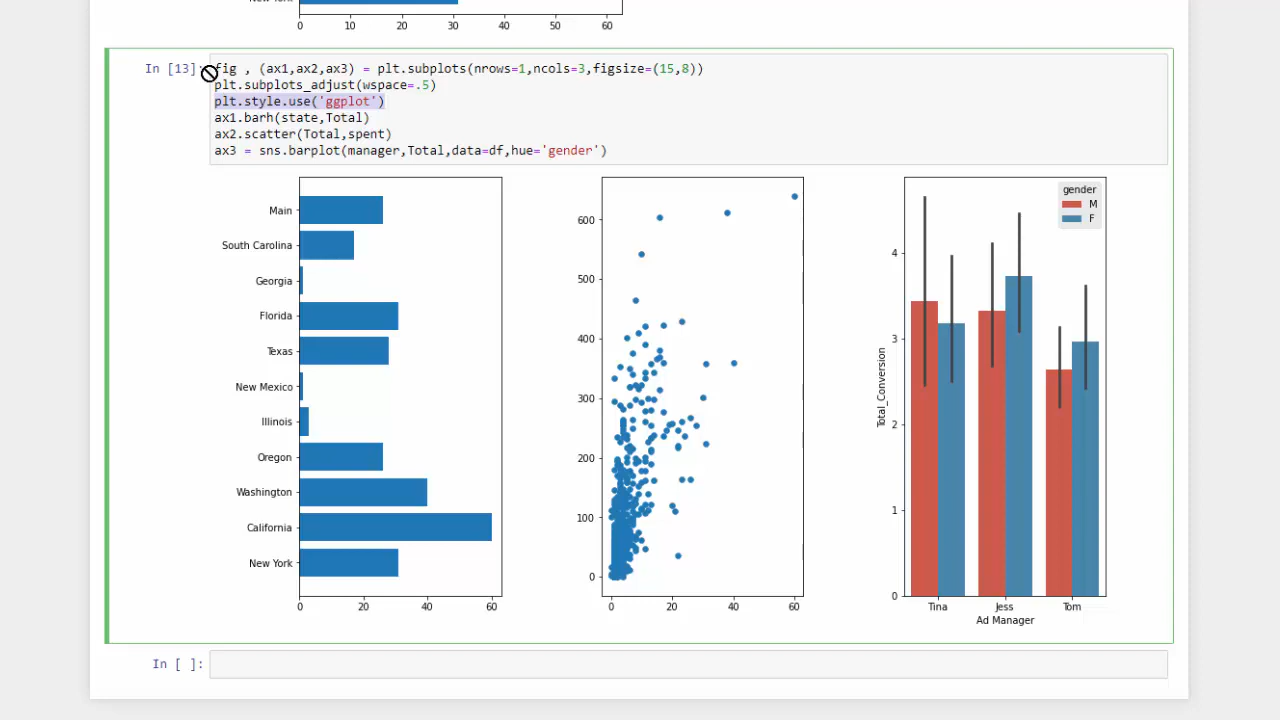 0 10 20 30 40 50 60
In [13]: fig , (ax1,ax2,ax3) = plt.subplots(nrows=1,ncols=3,figsize=(15,8))
plt.subplots_adjust(wspace=.5)
plt.style.use('ggplot')
ax1.barh(state,Total)
ax2.scatter(Total,spent)
ax3 = sns.barplot(manager,Total,data=df,hue='gender')
Main
South Carolina
Georgia
Florida
Texas
New Mexico
Illinois
Oregon
Washington
California
New York
0 20 40 60
600
500
400
300
200
100
0
0 20 40 60
gender
M
F
Total_Conversion
4
3
2
1
0
Tina Jess Tom
Ad Manager
In [ ]: